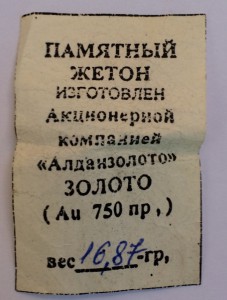 ПАМЯТНЫЙ
ЖЕТОН
ИЗГОТОВЛЕН
Акционерной
компанией
«Алданзолото»
ЗОЛОТО
(Au 750 пр,)
вес 16,87-гр,